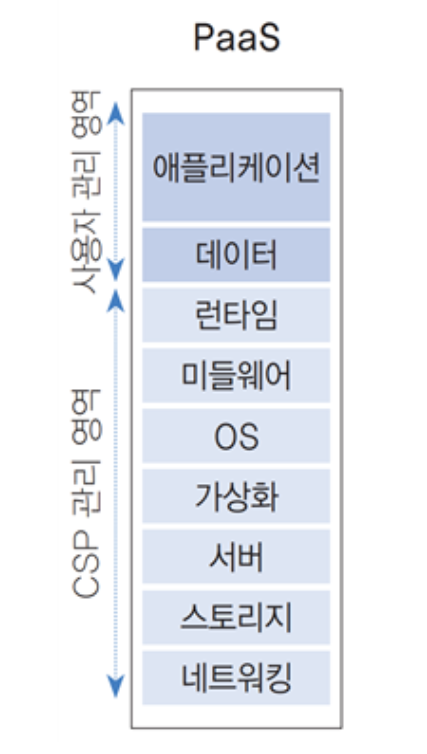 PaaS
사용자 관리 영역
애플리케이션
데이터
CSP 관리 영역
런타임
미들웨어
OS
가상화
서버
스토리지
네트워킹